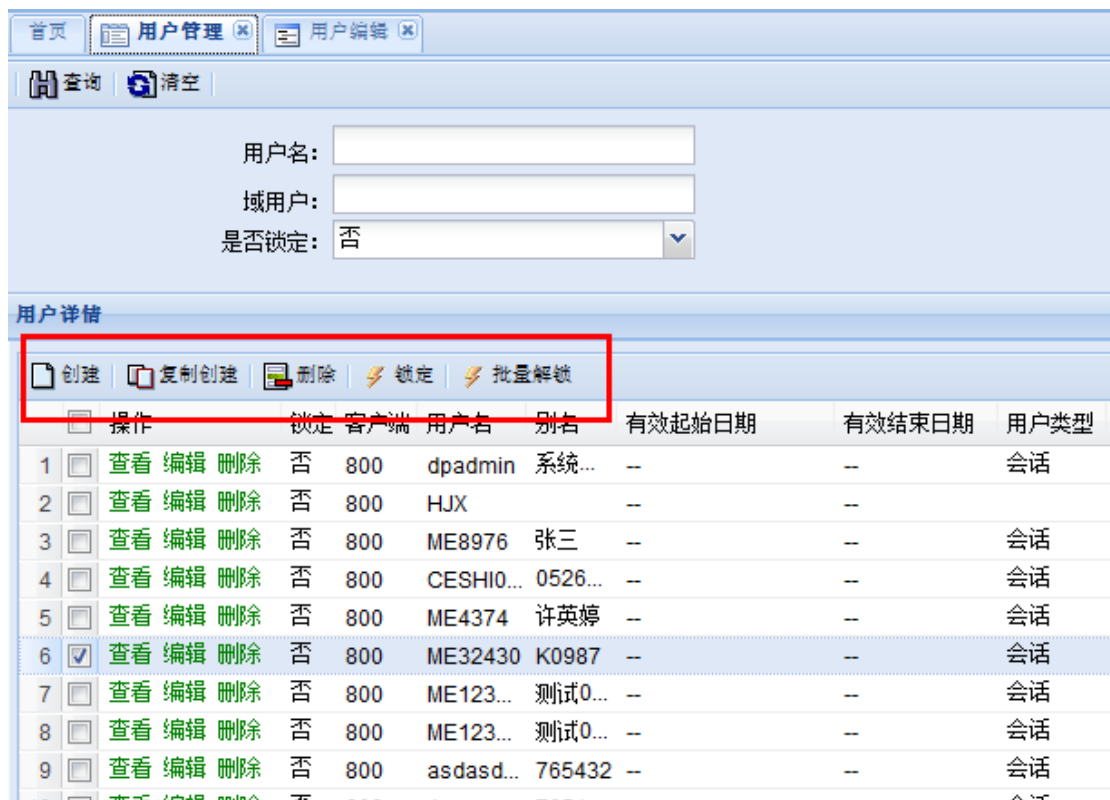 首页 用户管理 用户编辑
查询 清空
用户名：
域用户：
是否锁定： 否
用户详情
创建 复制创建 删除 锁定 批量解锁
操作 锁定 客户端 用户名 别名 有效起始日期 有效结束日期 用户类型
1 查看 编辑 删除 否 800 dpadmin 系统... -- -- 会话
2 查看 编辑 删除 否 800 HJX -- --
3 查看 编辑 删除 否 800 ME8976 张三 -- -- 会话
4 查看 编辑 删除 否 800 CESHI0... 0526... -- -- 会话
5 查看 编辑 删除 否 800 ME4374 许英婷 -- -- 会话
6 查看 编辑 删除 否 800 ME32430 K0987 -- -- 会话
7 查看 编辑 删除 否 800 ME123... 测试0... -- -- 会话
8 查看 编辑 删除 否 800 ME123... 测试0... -- -- 会话
9 查看 编辑 删除 否 800 asdasd... 765432 -- -- 会话